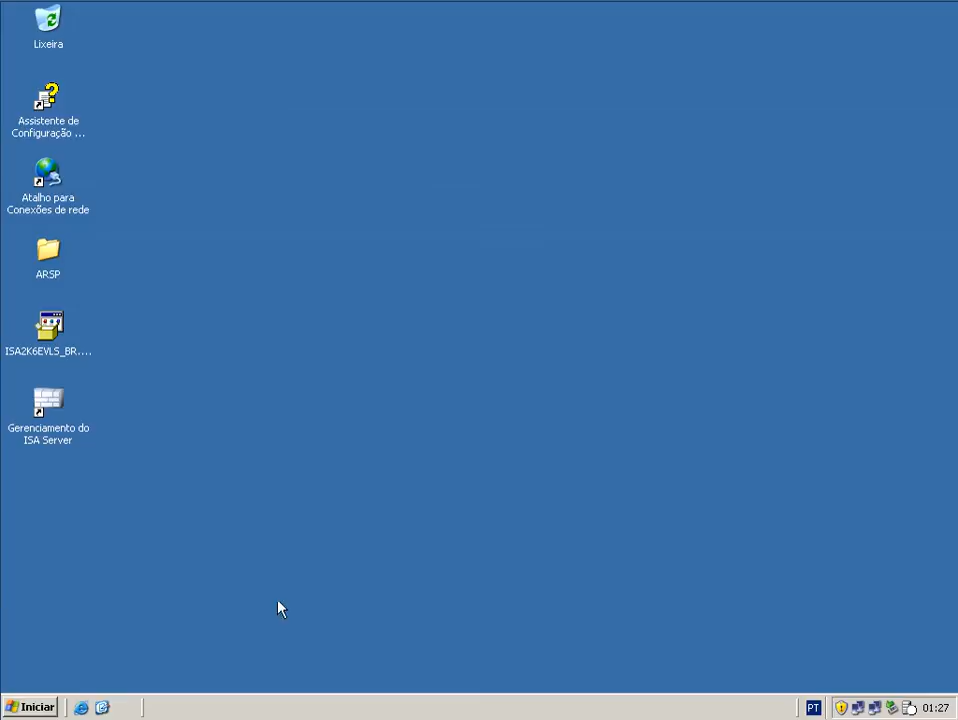 Lixeira
Assistente de
Configuração ...
Atalho para
Conexões de rede
ARSP
ISA2K6EVLS_BR....
Gerenciamento do
ISA Server
Iniciar
PT
01:27